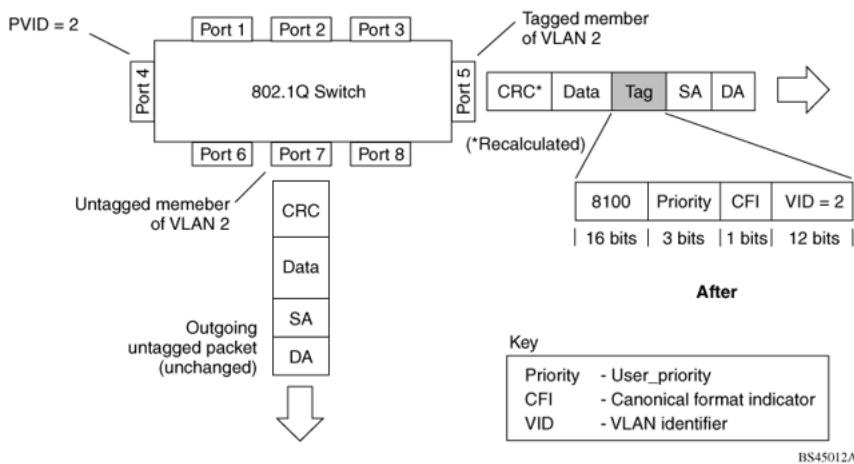 PVID = 2
Port 1
Port 2
Port 3
Tagged member
of VLAN 2
Port 4
802.1Q Switch
Port 5
CRC*
Data
Tag
SA
DA
(*Recalculated)
Port 6
Port 7
Port 8
Untagged memeber
of VLAN 2
CRC
Data
SA
DA
8100
Priority
CFI
VID = 2
16 bits
3 bits
1 bits
12 bits
After
Outgoing
untagged packet
(unchanged)
Key
Priority - User_priority
CFI - Canonical format indicator
VID - VLAN identifier
BS45012A